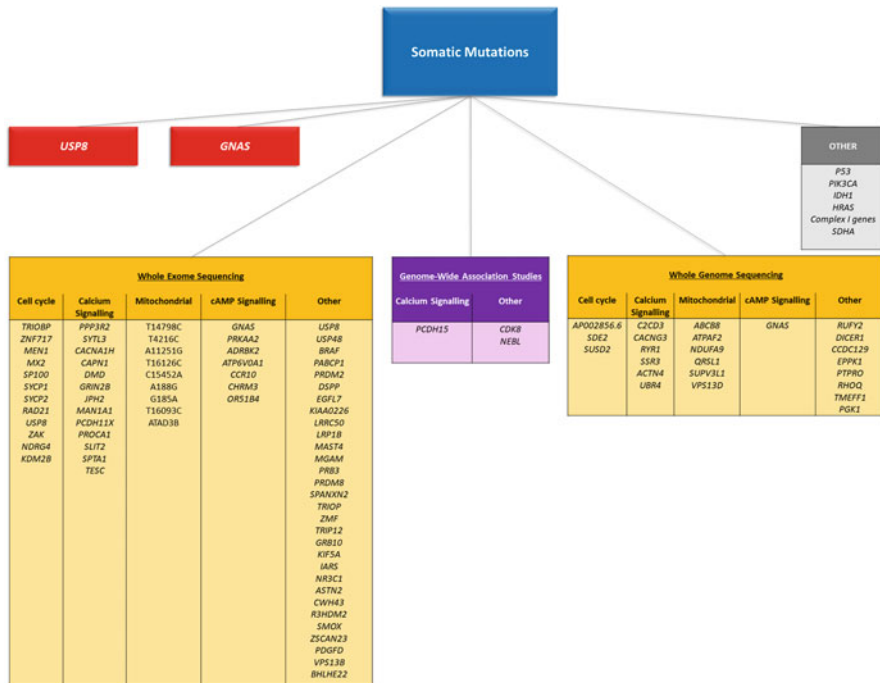 Somatic Mutations
USP8
GNAS
OTHER
P53
PIK3CA
IDH1
HRAS
Complex I genes
SDHA
Whole Exome Sequencing
Cell cycle
TRIOBP
ZNF717
MEN1
MX2
SP100
SYCP1
SYCP2
RAD21
USP8
ZAK
NDRG4
KDM2B
Calcium
Signalling
PPP3R2
SYTL3
CACNA1H
CAPN1
DMD
GRIN2B
JPH2
MAN1A1
PCDH11X
PROCA1
SLIT2
SPTA1
TESC
Mitochondrial
T14798C
T4216C
A11251G
T16126C
C15452A
A188G
G185A
T16093C
ATAD3B
cAMP Signalling
GNAS
PRKAA2
ADRBK2
ATP6V0A1
CCR10
CHRM3
OR51B4
Other
USP8
USP48
BRAF
PABCP1
PRDM2
DSPP
EGFL7
KIAA0226
LRRC50
LRP1B
MAST4
MGAM
PRB3
PRDM8
SPANXN2
TRIOP
ZMF
TRIP12
GRB10
KIF5A
IARS
NR3C1
ASTN2
CWH43
R3HDM2
SMOX
ZSCAN23
PDGFD
VPS13B
BHLHE22
Genome-Wide Association Studies
Calcium Signalling
PCDH15
Other
CDK8
NEBL
Whole Genome Sequencing
Cell cycle
AP002856.6
SDE2
SUSD2
Calcium
Signalling
C2CD3
CACNG3
RYR1
SSR3
ACTN4
UBR4
Mitochondrial
ABCB8
ATPAF2
NDUFA9
QRSL1
SUPV3L1
VPS13D
cAMP Signalling
GNAS
Other
RUFY2
DICER1
CCDC129
EPPK1
PTPRO
RHOQ
TMEFF1
PGK1